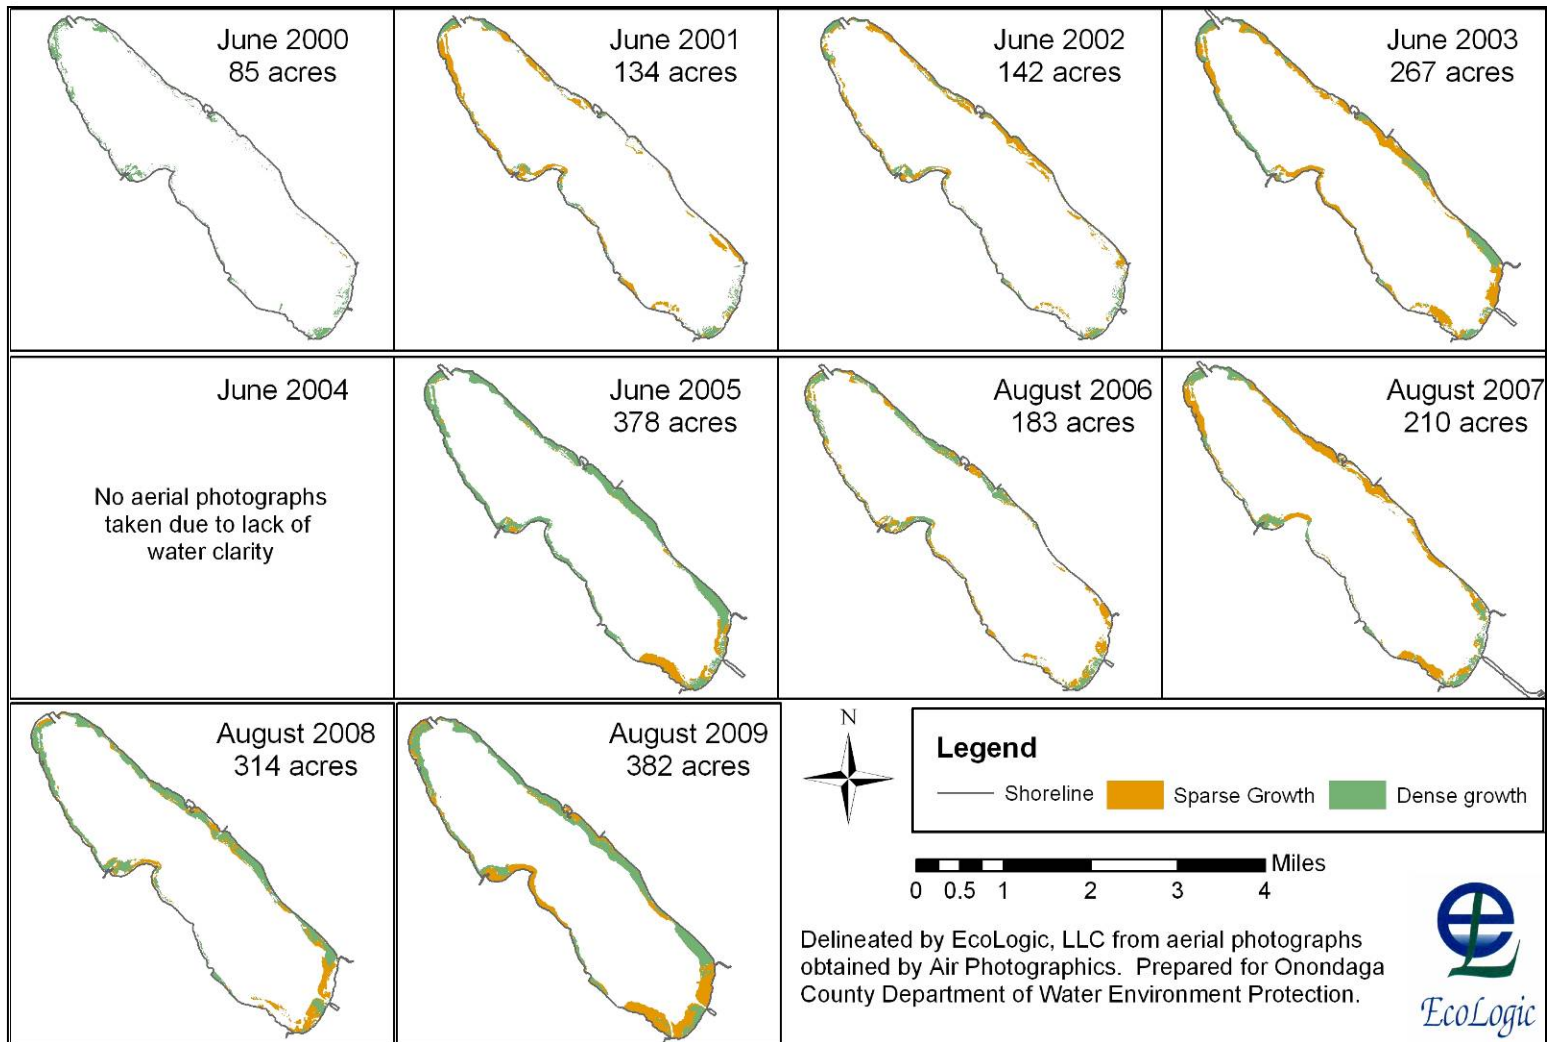 June 2000
85 acres
June 2001
134 acres
June 2002
142 acres
June 2003
267 acres
June 2004
No aerial photographs
taken due to lack of
water clarity
June 2005
378 acres
August 2006
183 acres
August 2007
210 acres
August 2008
314 acres
August 2009
382 acres
N
Legend
Shoreline Sparse Growth Dense growth
Miles
0 0.5 1 2 3 4
Delineated by EcoLogic, LLC from aerial photographs
obtained by Air Photographics. Prepared for Onondaga
County Department of Water Environment Protection.
eL
EcoLogic